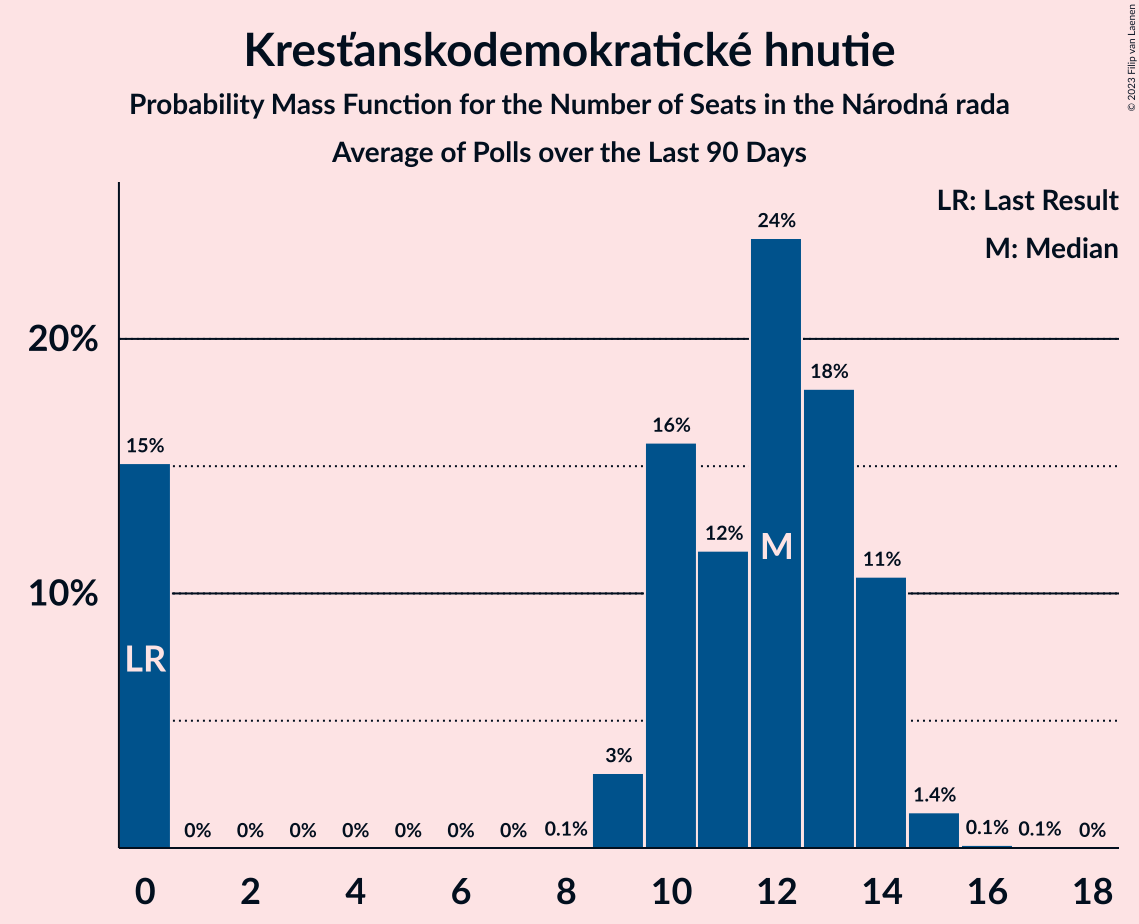 Kresťanskodemokratické hnutie
Probability Mass Function for the Number of Seats in the Národná rada
Average of Polls over the Last 90 Days
© 2023 Filip van Laenen
LR: Last Result
M: Median
20%
10%
15%
0%
0%
0%
0%
0%
0%
0%
0.1%
3%
16%
12%
24%
18%
11%
1.4%
0.1%
0.1%
0%
LR
M
0 2 4 6 8 10 12 14 16 18